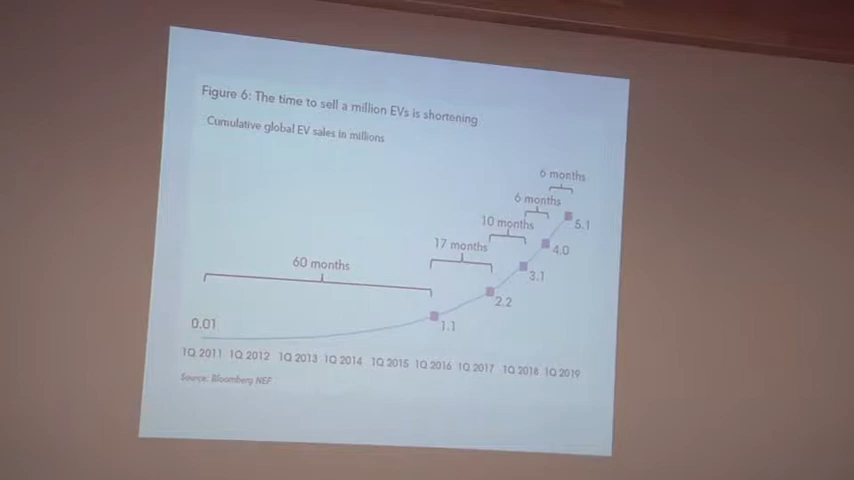 Figure 6: The time to sell a million EVs is shortening
Cumulative global EV sales in millions
6 months
6 months
10 months
17 months
60 months
5.1
4.0
3.1
2.2
1.1
0.01
1Q 2011 1Q 2012 1Q 2013 1Q 2014 1Q 2015 1Q 2016 1Q 2017 1Q 2018 1Q 2019
Source: Bloomberg NEF